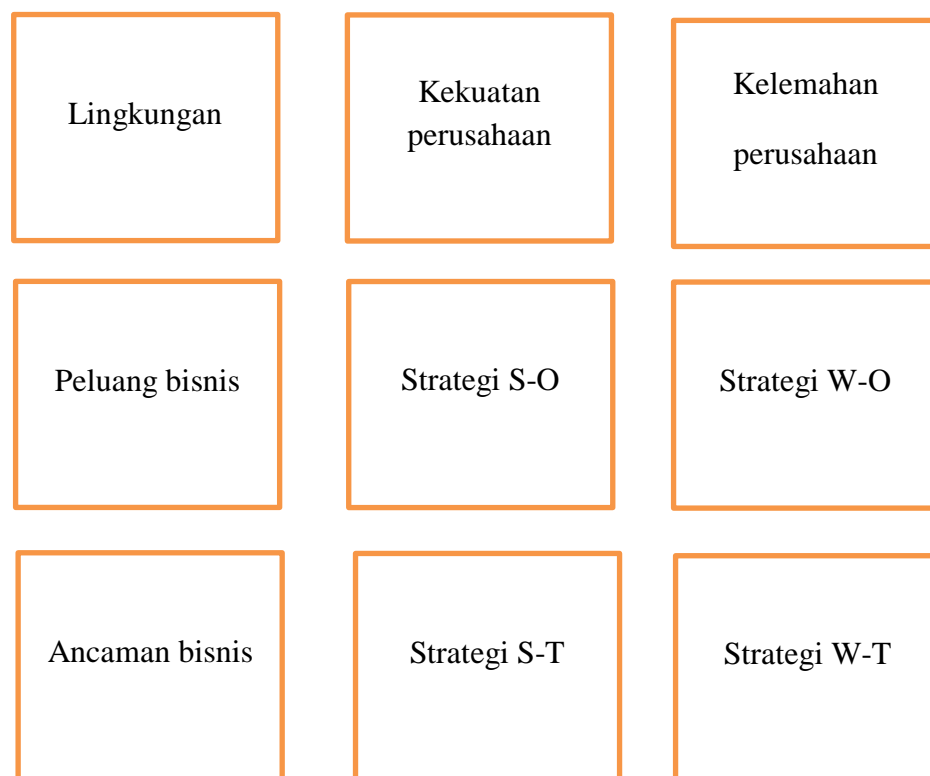 Lingkungan
Kekuatan
perusahaan
Kelemahan
perusahaan
Peluang bisnis
Strategi S-O
Strategi W-O
Ancaman bisnis
Strategi S-T
Strategi W-T